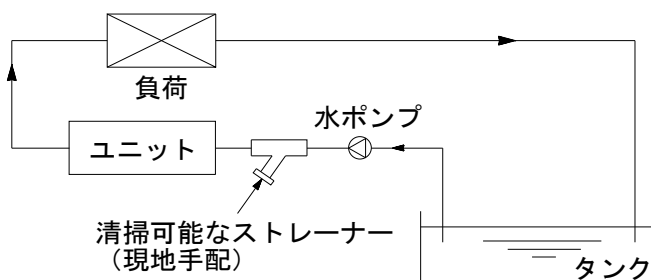 負荷
水ポンプ
ユニット
清掃可能なストレーナー
（現地手配）
タンク